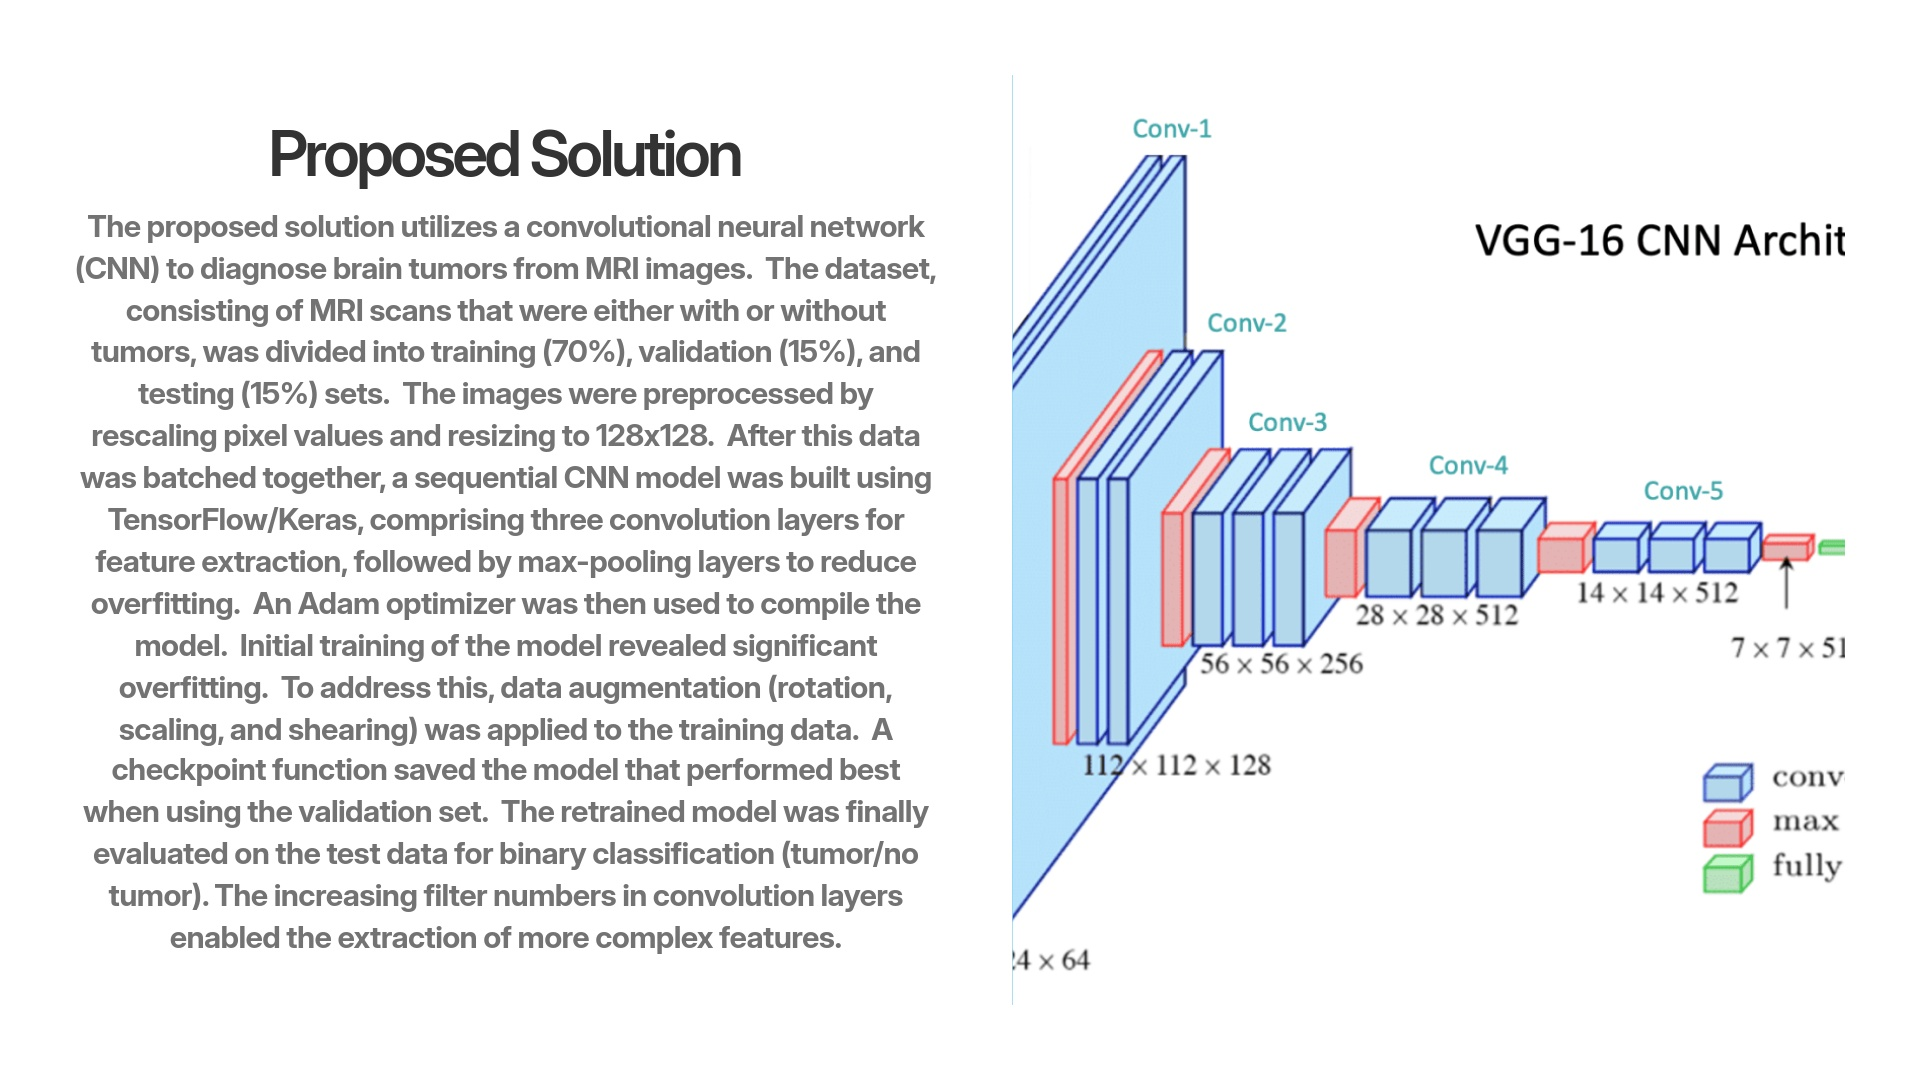 Proposed Solution
The proposed solution utilizes a convolutional neural network
(CNN) to diagnose brain tumors from MRI images.  The dataset,
consisting of MRI scans that were either with or without
tumors, was divided into training (70%), validation (15%), and
testing (15%) sets.  The images were preprocessed by
rescaling pixel values and resizing to 128x128.  After this data
was batched together, a sequential CNN model was built using
TensorFlow/Keras, comprising three convolution layers for
feature extraction, followed by max-pooling layers to reduce
overfitting.  An Adam optimizer was then used to compile the
model.  Initial training of the model revealed significant
overfitting.  To address this, data augmentation (rotation,
scaling, and shearing) was applied to the training data.  A
checkpoint function saved the model that performed best
when using the validation set.  The retrained model was finally
evaluated on the test data for binary classification (tumor/no
tumor). The increasing filter numbers in convolution layers
enabled the extraction of more complex features.
Conv-1
VGG-16 CNN Archit
Conv-2
Conv-3
Conv-4
Conv-5
14 × 14 × 512
28 × 28 × 512
7 × 7 × 51
56 × 56 × 256
112 × 112 × 128
conv
max
fully
24 × 64